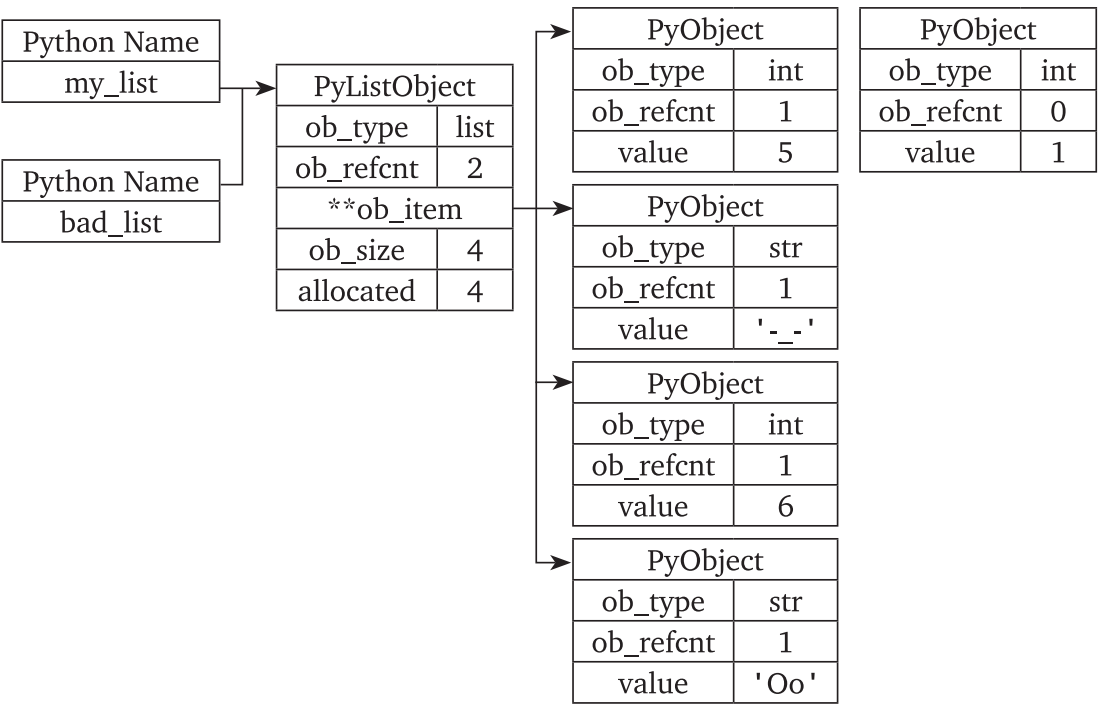 Python Name
my_list
Python Name
bad_list
PyListObject
ob_type list
ob_refcnt 2
**ob_item
ob_size 4
allocated 4
PyObject
ob_type int
ob_refcnt 1
value 5
PyObject
ob_type str
ob_refcnt 1
value '-_-'
PyObject
ob_type int
ob_refcnt 1
value 6
PyObject
ob_type str
ob_refcnt 1
value 'Oo'
PyObject
ob_type int
ob_refcnt 0
value 1